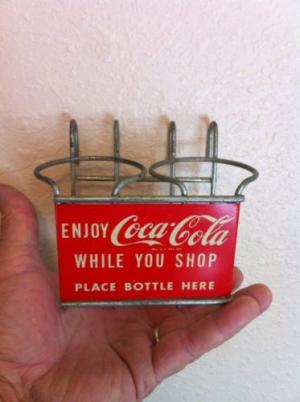 ENJOY Coca-Cola
WHILE YOU SHOP
PLACE BOTTLE HERE